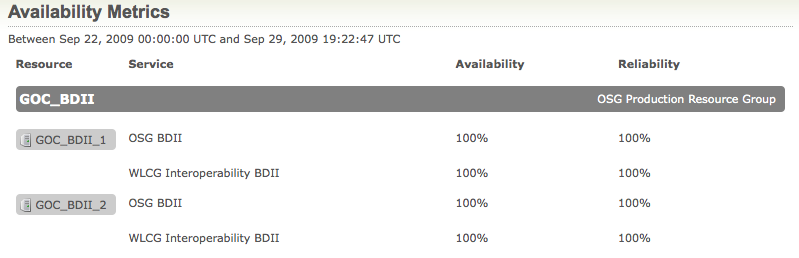 Availability Metrics
Between Sep 22, 2009 00:00:00 UTC and Sep 29, 2009 19:22:47 UTC
Resource Service Availability Reliability
GOC_BDII OSG Production Resource Group
GOC_BDII_1 OSG BDII 100% 100%
WLCG Interoperability BDII 100% 100%
GOC_BDII_2 OSG BDII 100% 100%
WLCG Interoperability BDII 100% 100%